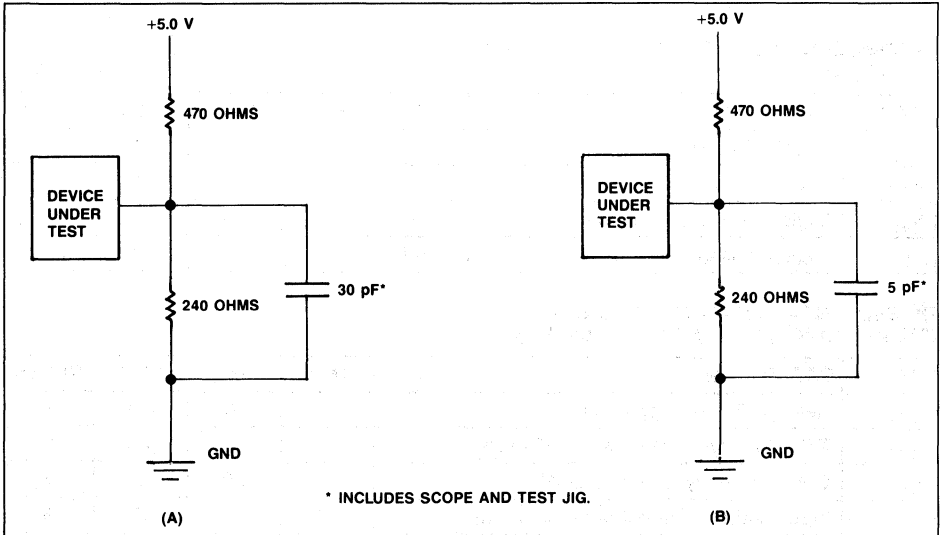 +5.0 V
470 OHMS
DEVICE
UNDER
TEST
240 OHMS
30 pF*
GND
(A)
+5.0 V
470 OHMS
DEVICE
UNDER
TEST
240 OHMS
5 pF*
GND
(B)
* INCLUDES SCOPE AND TEST JIG.